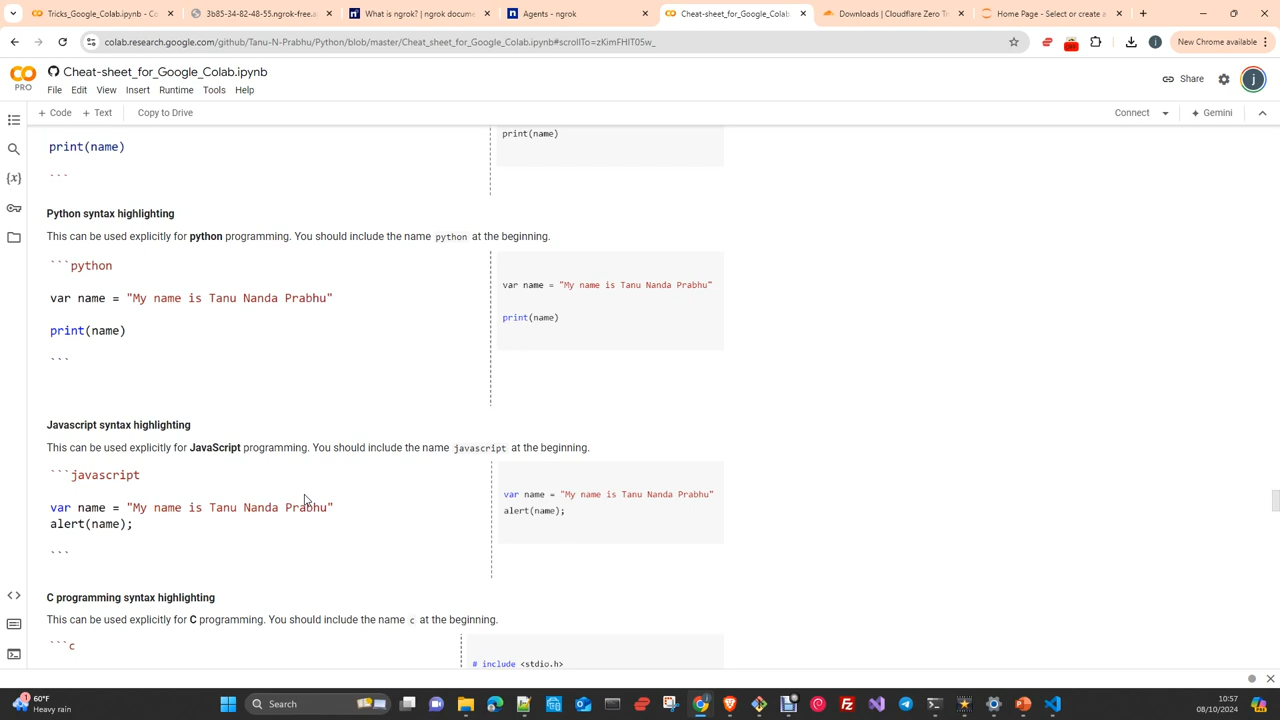 Tricks_Google_Colab.ipynb - Co
3b85-34-82-48-55.ngrok-free.a
What is ngrok? | ngrok docume
Agents - ngrok
Cheat-sheet_for_Google_Colab.
Downloads | Cloudflare Zero Tr
Home Page - Select or create a
colab.research.google.com/github/Tanu-N-Prabhu/Python/blob/master/Cheat_sheet_for_Google_Colab.ipynb#scrollTo=zKimFHIT05w_
OFF
New Chrome available
CO
PRO
Cheat-sheet_for_Google_Colab.ipynb
File Edit View Insert Runtime Tools Help
Share
j
+ Code + Text Copy to Drive
Connect
Gemini
print(name)
print(name)
```
Python syntax highlighting
This can be used explicitly for python programming. You should include the name python at the beginning.
```python
var name = "My name is Tanu Nanda Prabhu"
print(name)
```
var name = "My name is Tanu Nanda Prabhu"
print(name)
Javascript syntax highlighting
This can be used explicitly for JavaScript programming. You should include the name javascript at the beginning.
```javascript
var name = "My name is Tanu Nanda Prabhu"
alert(name);
```
var name = "My name is Tanu Nanda Prabhu"
alert(name);
C programming syntax highlighting
This can be used explicitly for C programming. You should include the name c at the beginning.
```c
# include <stdio.h>
1
60°F
Heavy rain
Search
10:57
08/10/2024